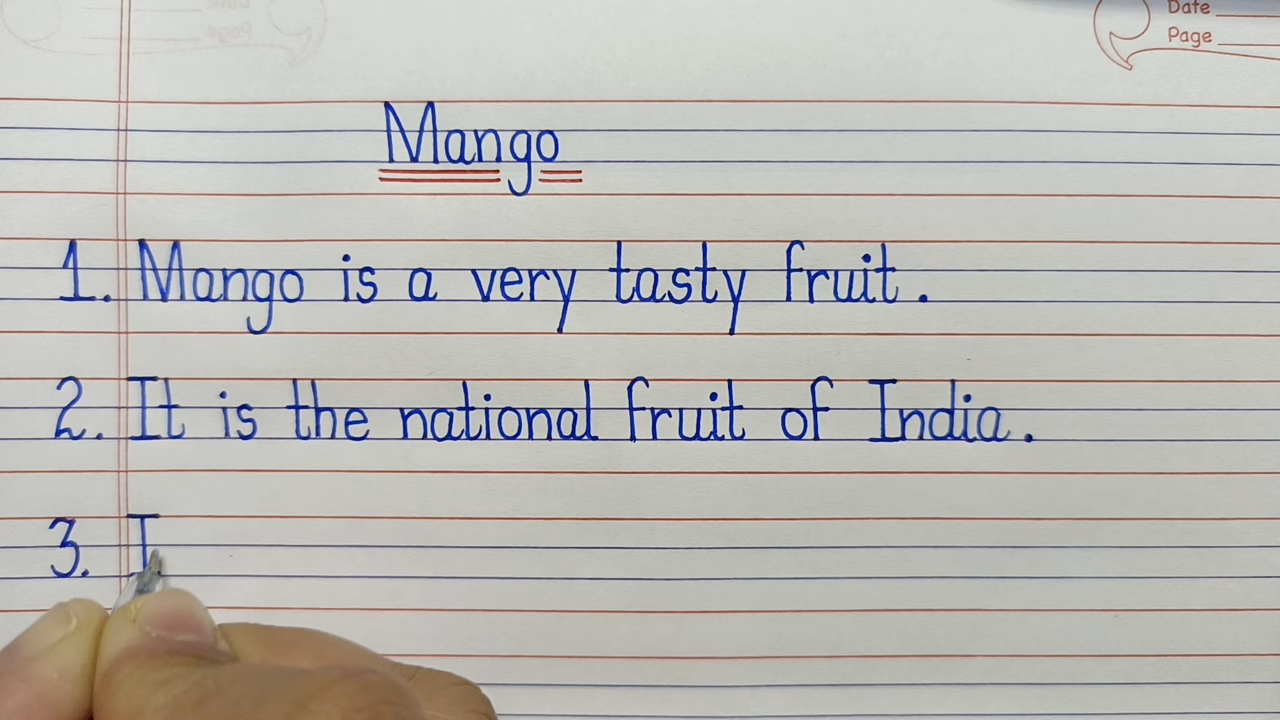 Date
Page
Mango
1. Mango is a very tasty fruit.
2. It is the national fruit of India.
3. I